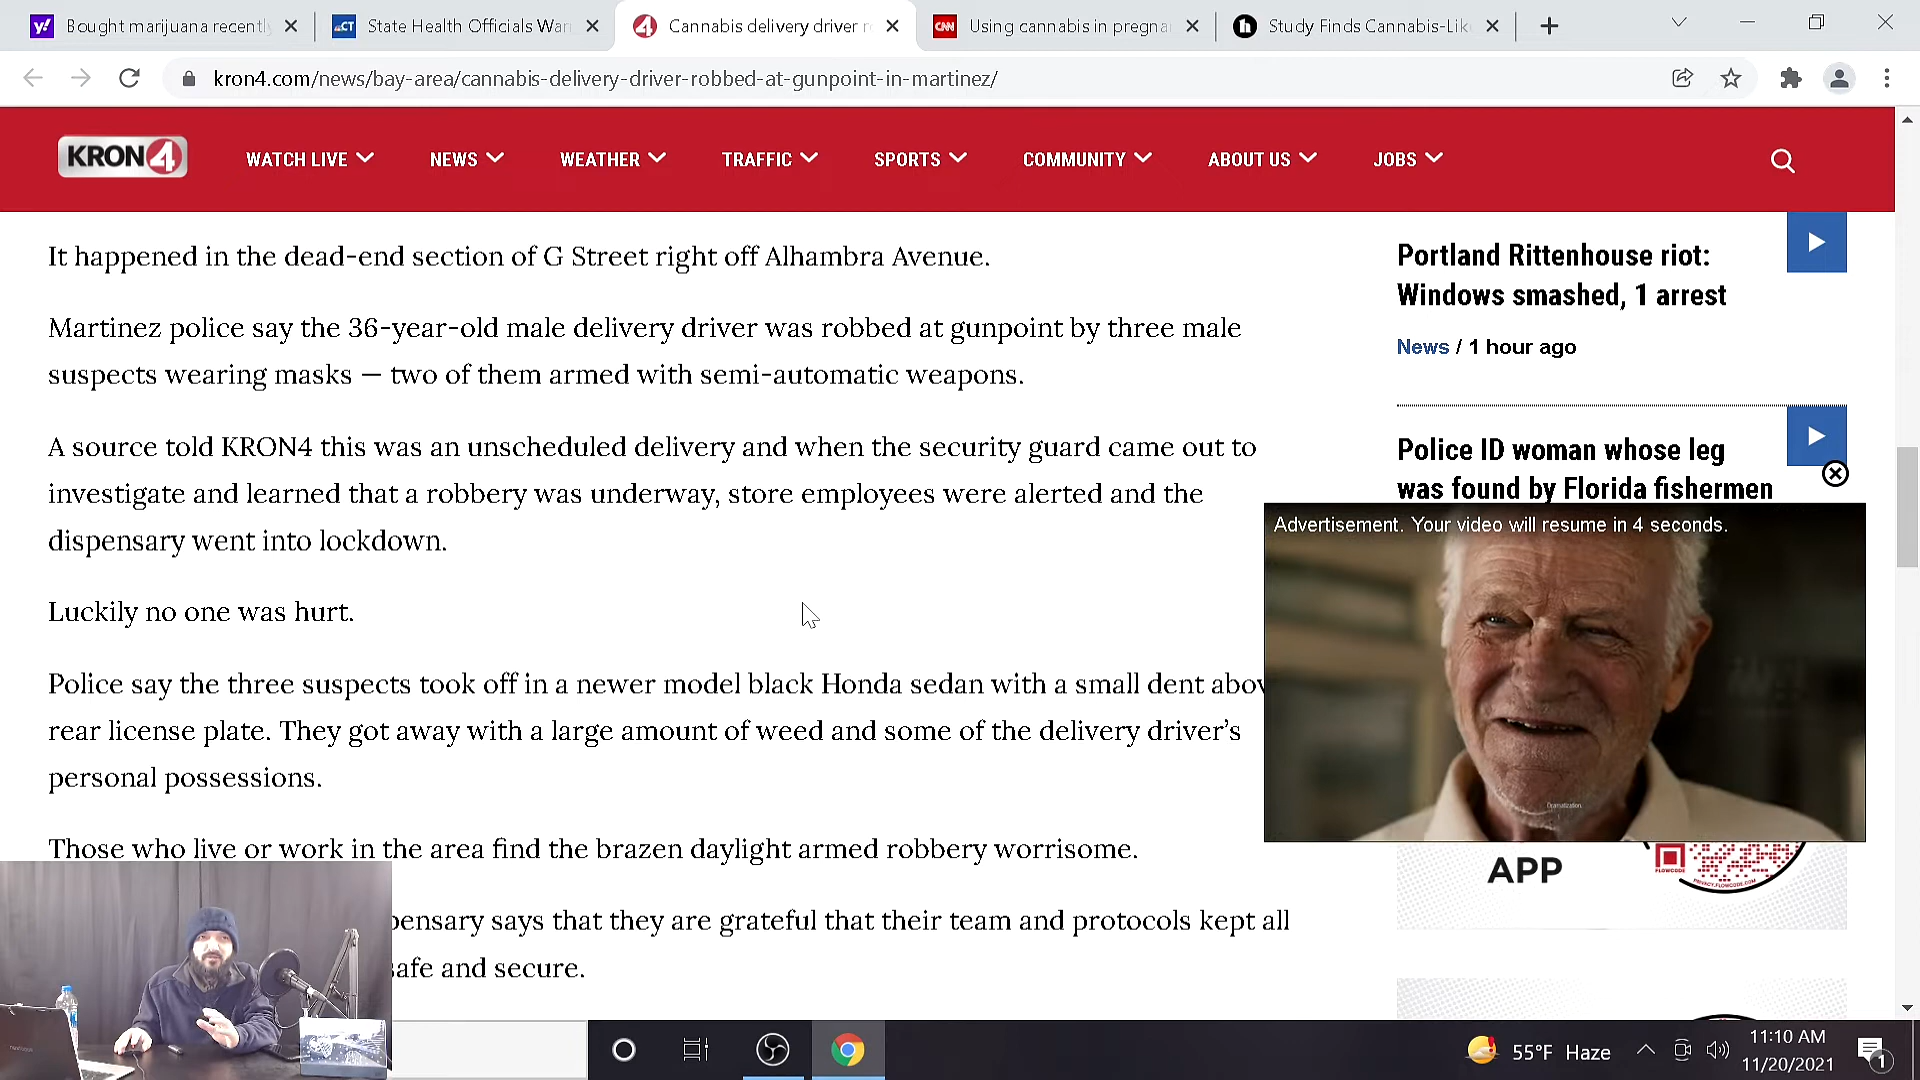 Bought marijuana recentl
State Health Officials War
Cannabis delivery driver r
Using cannabis in pregna
Study Finds Cannabis-Lik
kron4.com/news/bay-area/cannabis-delivery-driver-robbed-at-gunpoint-in-martinez/
KRON4
WATCH LIVE
NEWS
WEATHER
TRAFFIC
SPORTS
COMMUNITY
ABOUT US
JOBS
It happened in the dead-end section of G Street right off Alhambra Avenue.
Martinez police say the 36-year-old male delivery driver was robbed at gunpoint by three male
suspects wearing masks — two of them armed with semi-automatic weapons.
A source told KRON4 this was an unscheduled delivery and when the security guard came out to
investigate and learned that a robbery was underway, store employees were alerted and the
dispensary went into lockdown.
Luckily no one was hurt.
Police say the three suspects took off in a newer model black Honda sedan with a small dent abov
rear license plate. They got away with a large amount of weed and some of the delivery driver’s
personal possessions.
Those who live or work in the area find the brazen daylight armed robbery worrisome.
pensary says that they are grateful that their team and protocols kept all
safe and secure.
Portland Rittenhouse riot:
Windows smashed, 1 arrest
News / 1 hour ago
Police ID woman whose leg
was found by Florida fishermen
Advertisement. Your video will resume in 4 seconds.
Dramatization.
APP
FLOWCODE
PRIVACY.FLOWCODE.COM
55°F Haze
11:10 AM
11/20/2021
1